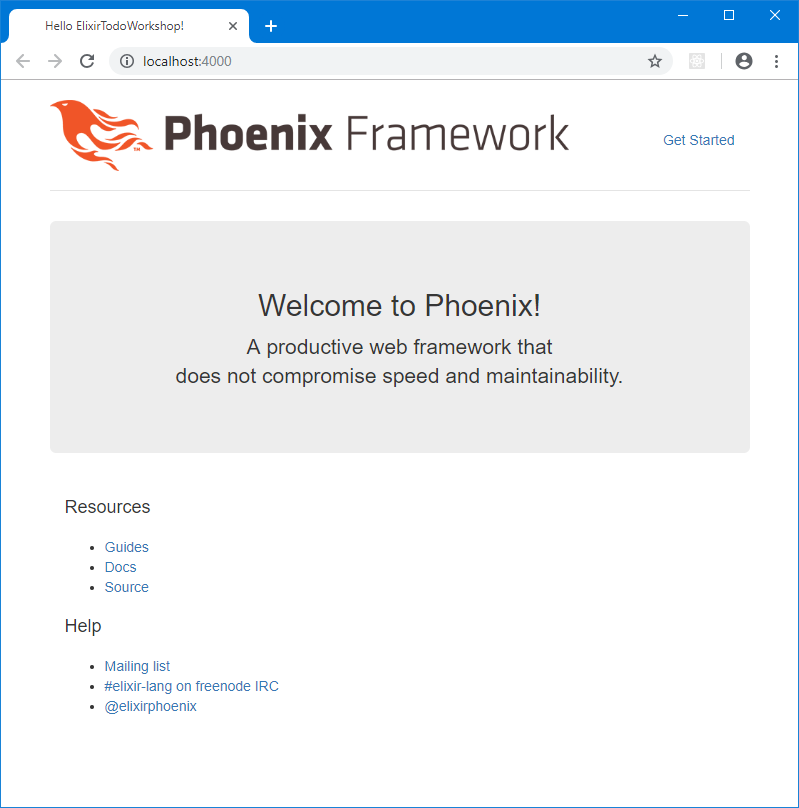 Hello ElixirTodoWorkshop!
localhost:4000
Phoenix Framework
TM
Get Started
Welcome to Phoenix!
A productive web framework that
does not compromise speed and maintainability.
Resources
Guides
Docs
Source
Help
Mailing list
#elixir-lang on freenode IRC
@elixirphoenix